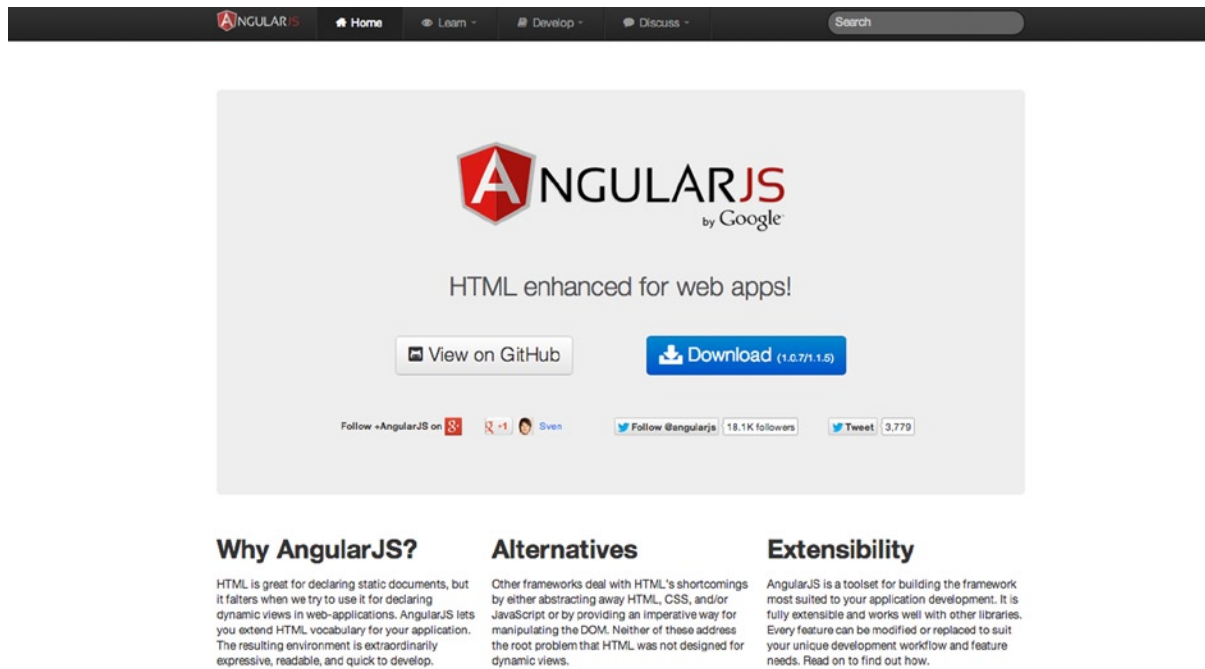 ANGULARJS Home Learn Develop Discuss Search
ANGULARJS
by Google
HTML enhanced for web apps!
View on GitHub Download (1.0.7/1.1.5)
Follow +AngularJS on 8+ g +1 Sven Follow @angularjs 18.1K followers Tweet 3,779
Why AngularJS?
HTML is great for declaring static documents, but
it falters when we try to use it for declaring
dynamic views in web-applications. AngularJS lets
you extend HTML vocabulary for your application.
The resulting environment is extraordinarily
expressive, readable, and quick to develop.
Alternatives
Other frameworks deal with HTML's shortcomings
by either abstracting away HTML, CSS, and/or
JavaScript or by providing an imperative way for
manipulating the DOM. Neither of these address
the root problem that HTML was not designed for
dynamic views.
Extensibility
AngularJS is a toolset for building the framework
most suited to your application development. It is
fully extensible and works well with other libraries.
Every feature can be modified or replaced to suit
your unique development workflow and feature
needs. Read on to find out how.